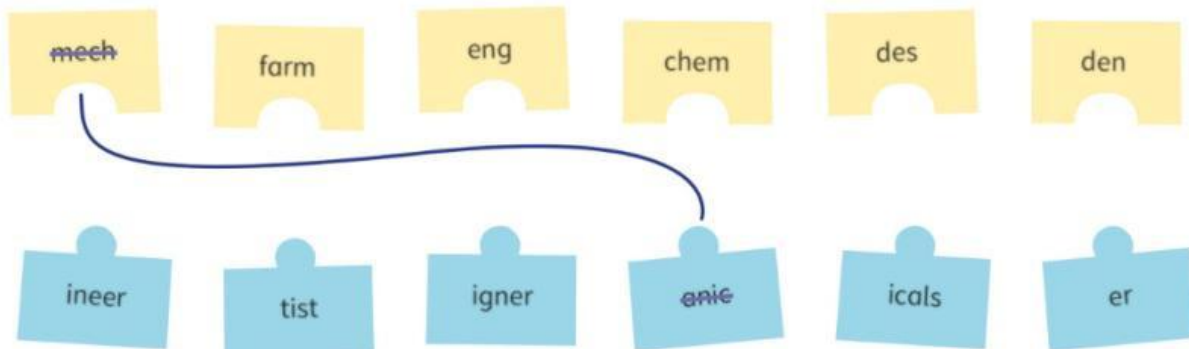 mech farm eng chem des den
ineer tist igner anic icals er